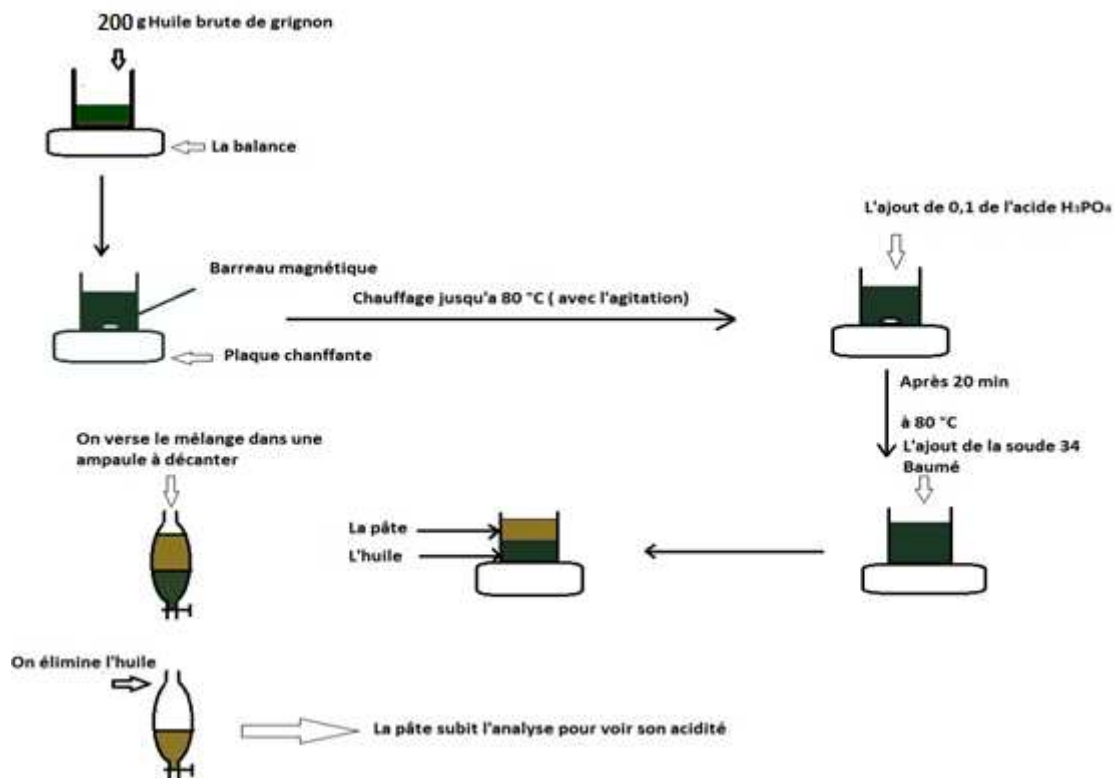 200 g Huile brute de grignon
La balance
L'ajout de 0,1 de l'acide H₃PO₄
Barreau magnétique
Chauffage jusqu'a 80 °C ( avec l'agitation)
Plaque chanffante
Après 20 min
à 80 °C
L'ajout de la soude 34
Baumé
On verse le mélange dans une
ampaule à décanter
La pâte
L'huile
On élimine l'huile
La pâte subit l'analyse pour voir son acidité